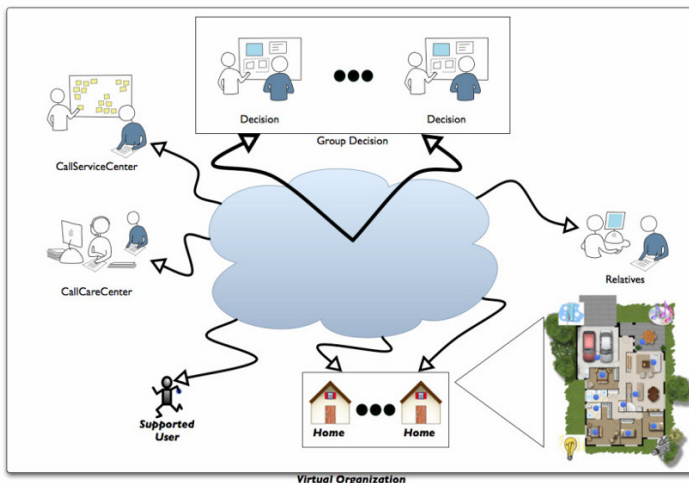 Decision
Decision
Group Decision
CallServiceCenter
CallCareCenter
Relatives
Supported
User
Home
Home
Virtual Organization